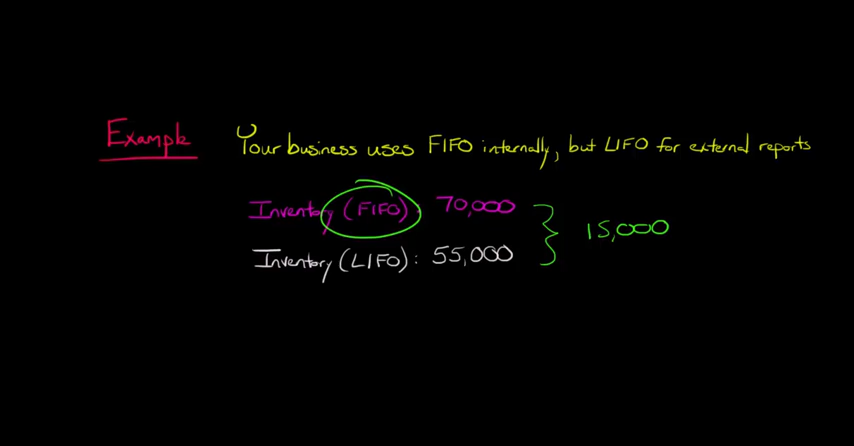 Example
Your business uses FIFO internally, but LIFO for external reports
Inventory (FIFO): 70,000
15,000
Inventory (LIFO): 55,000